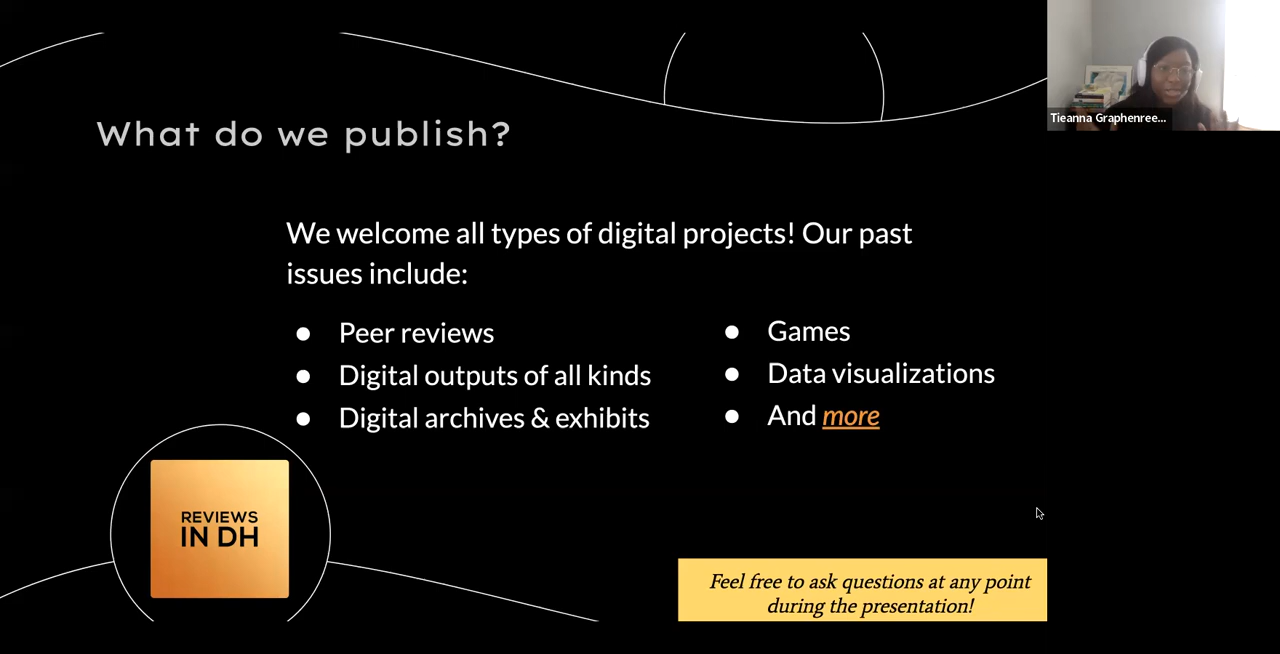 What do we publish?
Tieanna Graphenree...
We welcome all types of digital projects! Our past
issues include:
● Peer reviews
● Digital outputs of all kinds
● Digital archives & exhibits
● Games
● Data visualizations
● And more
REVIEWS
IN DH
Feel free to ask questions at any point
during the presentation!